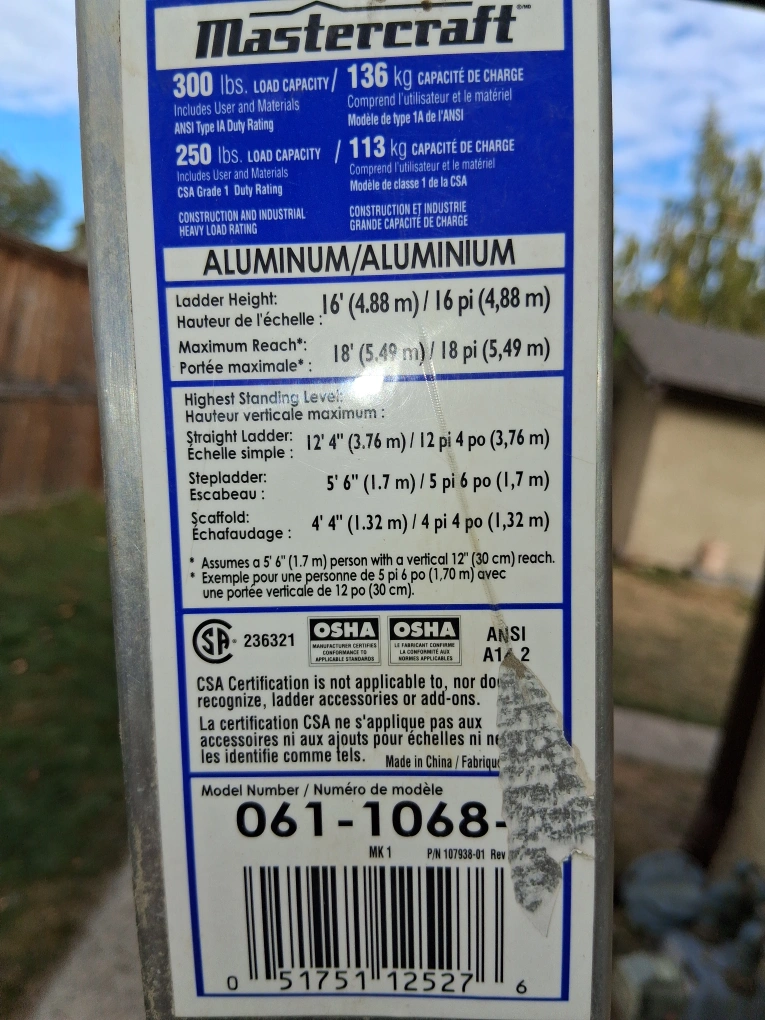 Mastercraft
300 lbs. LOAD CAPACITY / 136 kg CAPACITÉ DE CHARGE
Includes User and Materials Comprend l'utilisateur et le matériel
ANSI Type IA Duty Rating Modèle de type 1A de l'ANSI
250 lbs. LOAD CAPACITY / 113 kg CAPACITÉ DE CHARGE
Includes User and Materials Comprend l'utilisateur et le matériel
CSA Grade 1 Duty Rating Modèle de classe 1 de la CSA
CONSTRUCTION AND INDUSTRIAL CONSTRUCTION ET INDUSTRIE
HEAVY LOAD RATING GRANDE CAPACITÉ DE CHARGE
ALUMINUM/ALUMINIUM
Ladder Height: 16' (4.88 m) / 16 pi (4,88 m)
Hauteur de l'échelle :
Maximum Reach*: 18' (5.49 m) / 18 pi (5,49 m)
Portée maximale* :
Highest Standing Level:
Hauteur verticale maximum :
Straight Ladder: 12' 4" (3.76 m) / 12 pi 4 po (3,76 m)
Échelle simple :
Stepladder: 5' 6" (1.7 m) / 5 pi 6 po (1,7 m)
Escabeau :
Scaffold: 4' 4" (1.32 m) / 4 pi 4 po (1,32 m)
Échafaudage :
* Assumes a 5' 6" (1.7 m) person with a vertical 12" (30 cm) reach.
* Exemple pour une personne de 5 pi 6 po (1,70 m) avec
une portée verticale de 12 po (30 cm).
CSA® 236321 OSHA OSHA ANSI
MANUFACTURER CERTIFIES LE FABRICANT CONFIRME
CONFORMANCE TO LA CONFORMITÉ AUX
APPLICABLE STANDARDS NORMES APPLICABLES
CSA Certification is not applicable to, nor
recognize, ladder accessories or add-ons.
La certification CSA ne s'applique pas aux
accessoires ni aux ajouts pour échelles ni
les identifie comme tels. Made in China /
Model Number / Numéro de modèle
061-1068-
MK 1 P/N 107938-01 Rev
0 51751 12527 6